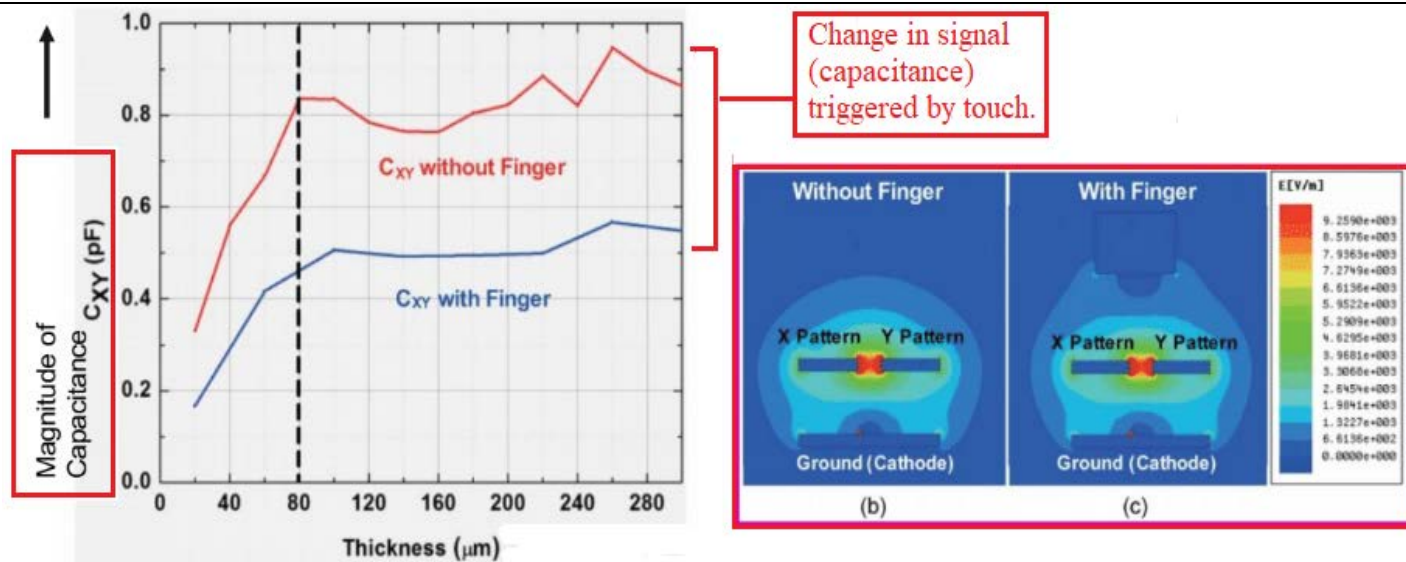 Magnitude of
Capacitance
C_XY (pF)
1.0
0.8
0.6
0.4
0.2
0.0
C_XY without Finger
C_XY with Finger
0 40 80 120 160 200 240 280
Thickness (μm)
Change in signal
(capacitance)
triggered by touch.
Without Finger
X Pattern Y Pattern
Ground (Cathode)
(b)
With Finger
X Pattern Y Pattern
Ground (Cathode)
(c)
E[V/m]
9.2590e+003
8.5976e+003
7.9363e+003
7.2749e+003
6.6136e+003
5.9522e+003
5.2909e+003
4.6295e+003
3.9681e+003
3.3068e+003
2.6454e+003
1.9841e+003
1.3227e+003
6.6136e+002
0.0000e+000